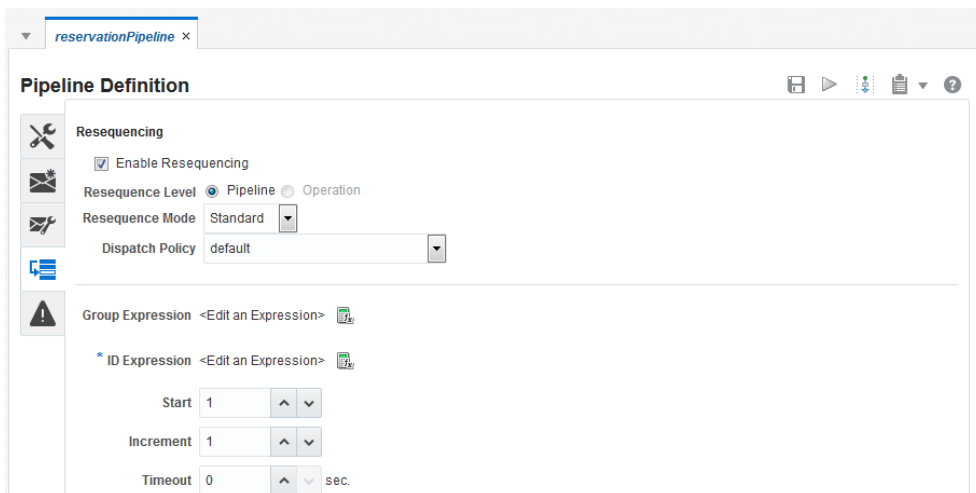 reservationPipeline ×
Pipeline Definition
Resequencing
Enable Resequencing
Resequence Level Pipeline Operation
Resequence Mode Standard
Dispatch Policy default
Group Expression <Edit an Expression>
* ID Expression <Edit an Expression>
Start 1
Increment 1
Timeout 0 sec.